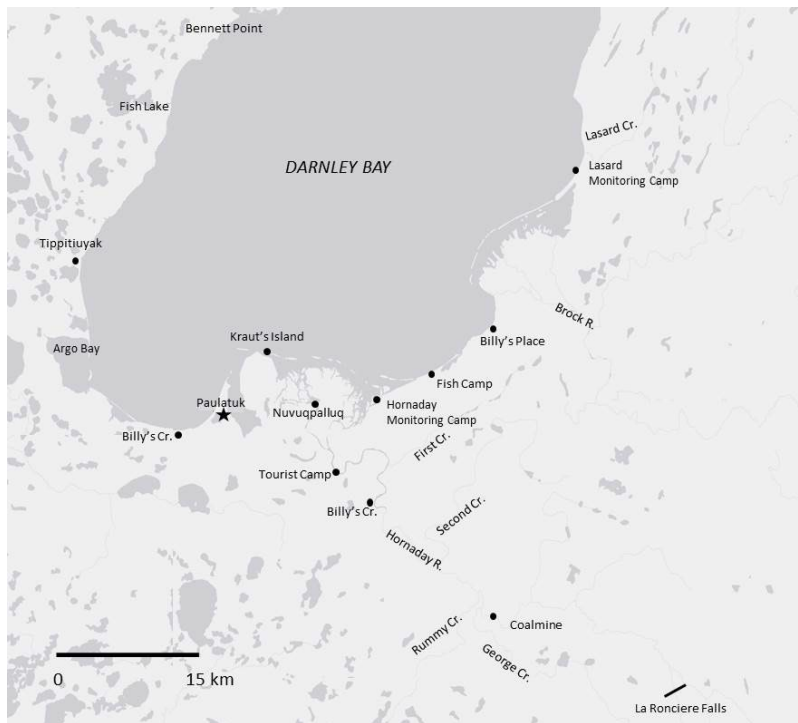 Bennett Point
Fish Lake
Lasard Cr.
DARNLEY BAY
Lasard
Monitoring Camp
Tippitiuyak
Brock R.
Kraut's Island
Billy's Place
Argo Bay
Fish Camp
Paulatuk
Nuvuqpalluq
Hornaday
Monitoring Camp
Billy's Cr.
First Cr.
Tourist Camp
Billy's Cr.
Second Cr.
Hornaday R.
Rummy Cr.
Coalmine
George Cr.
0 15 km
La Ronciere Falls